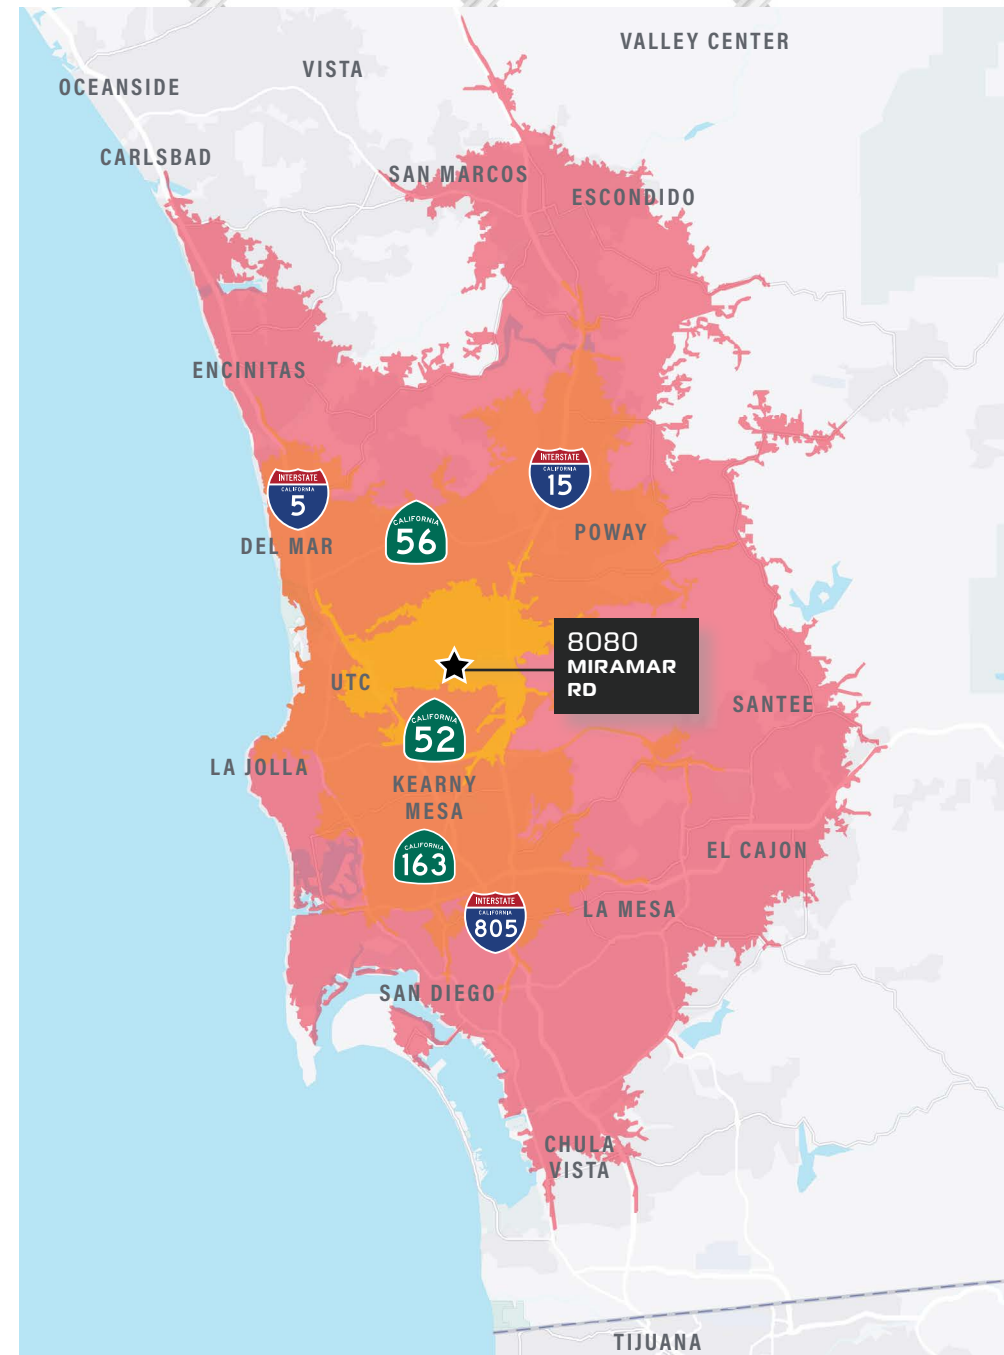 VALLEY CENTER
VISTA
OCEANSIDE
CARLSBAD
SAN MARCOS
ESCONDIDO
ENCINITAS
INTERSTATE
CALIFORNIA
15
INTERSTATE
CALIFORNIA
5
CALIFORNIA
56
POWAY
DEL MAR
8080
MIRAMAR
RD
UTC
SANTEE
CALIFORNIA
52
LA JOLLA
KEARNY
MESA
CALIFORNIA
163
EL CAJON
INTERSTATE
CALIFORNIA
805
LA MESA
SAN DIEGO
CHULA
VISTA
TIJUANA